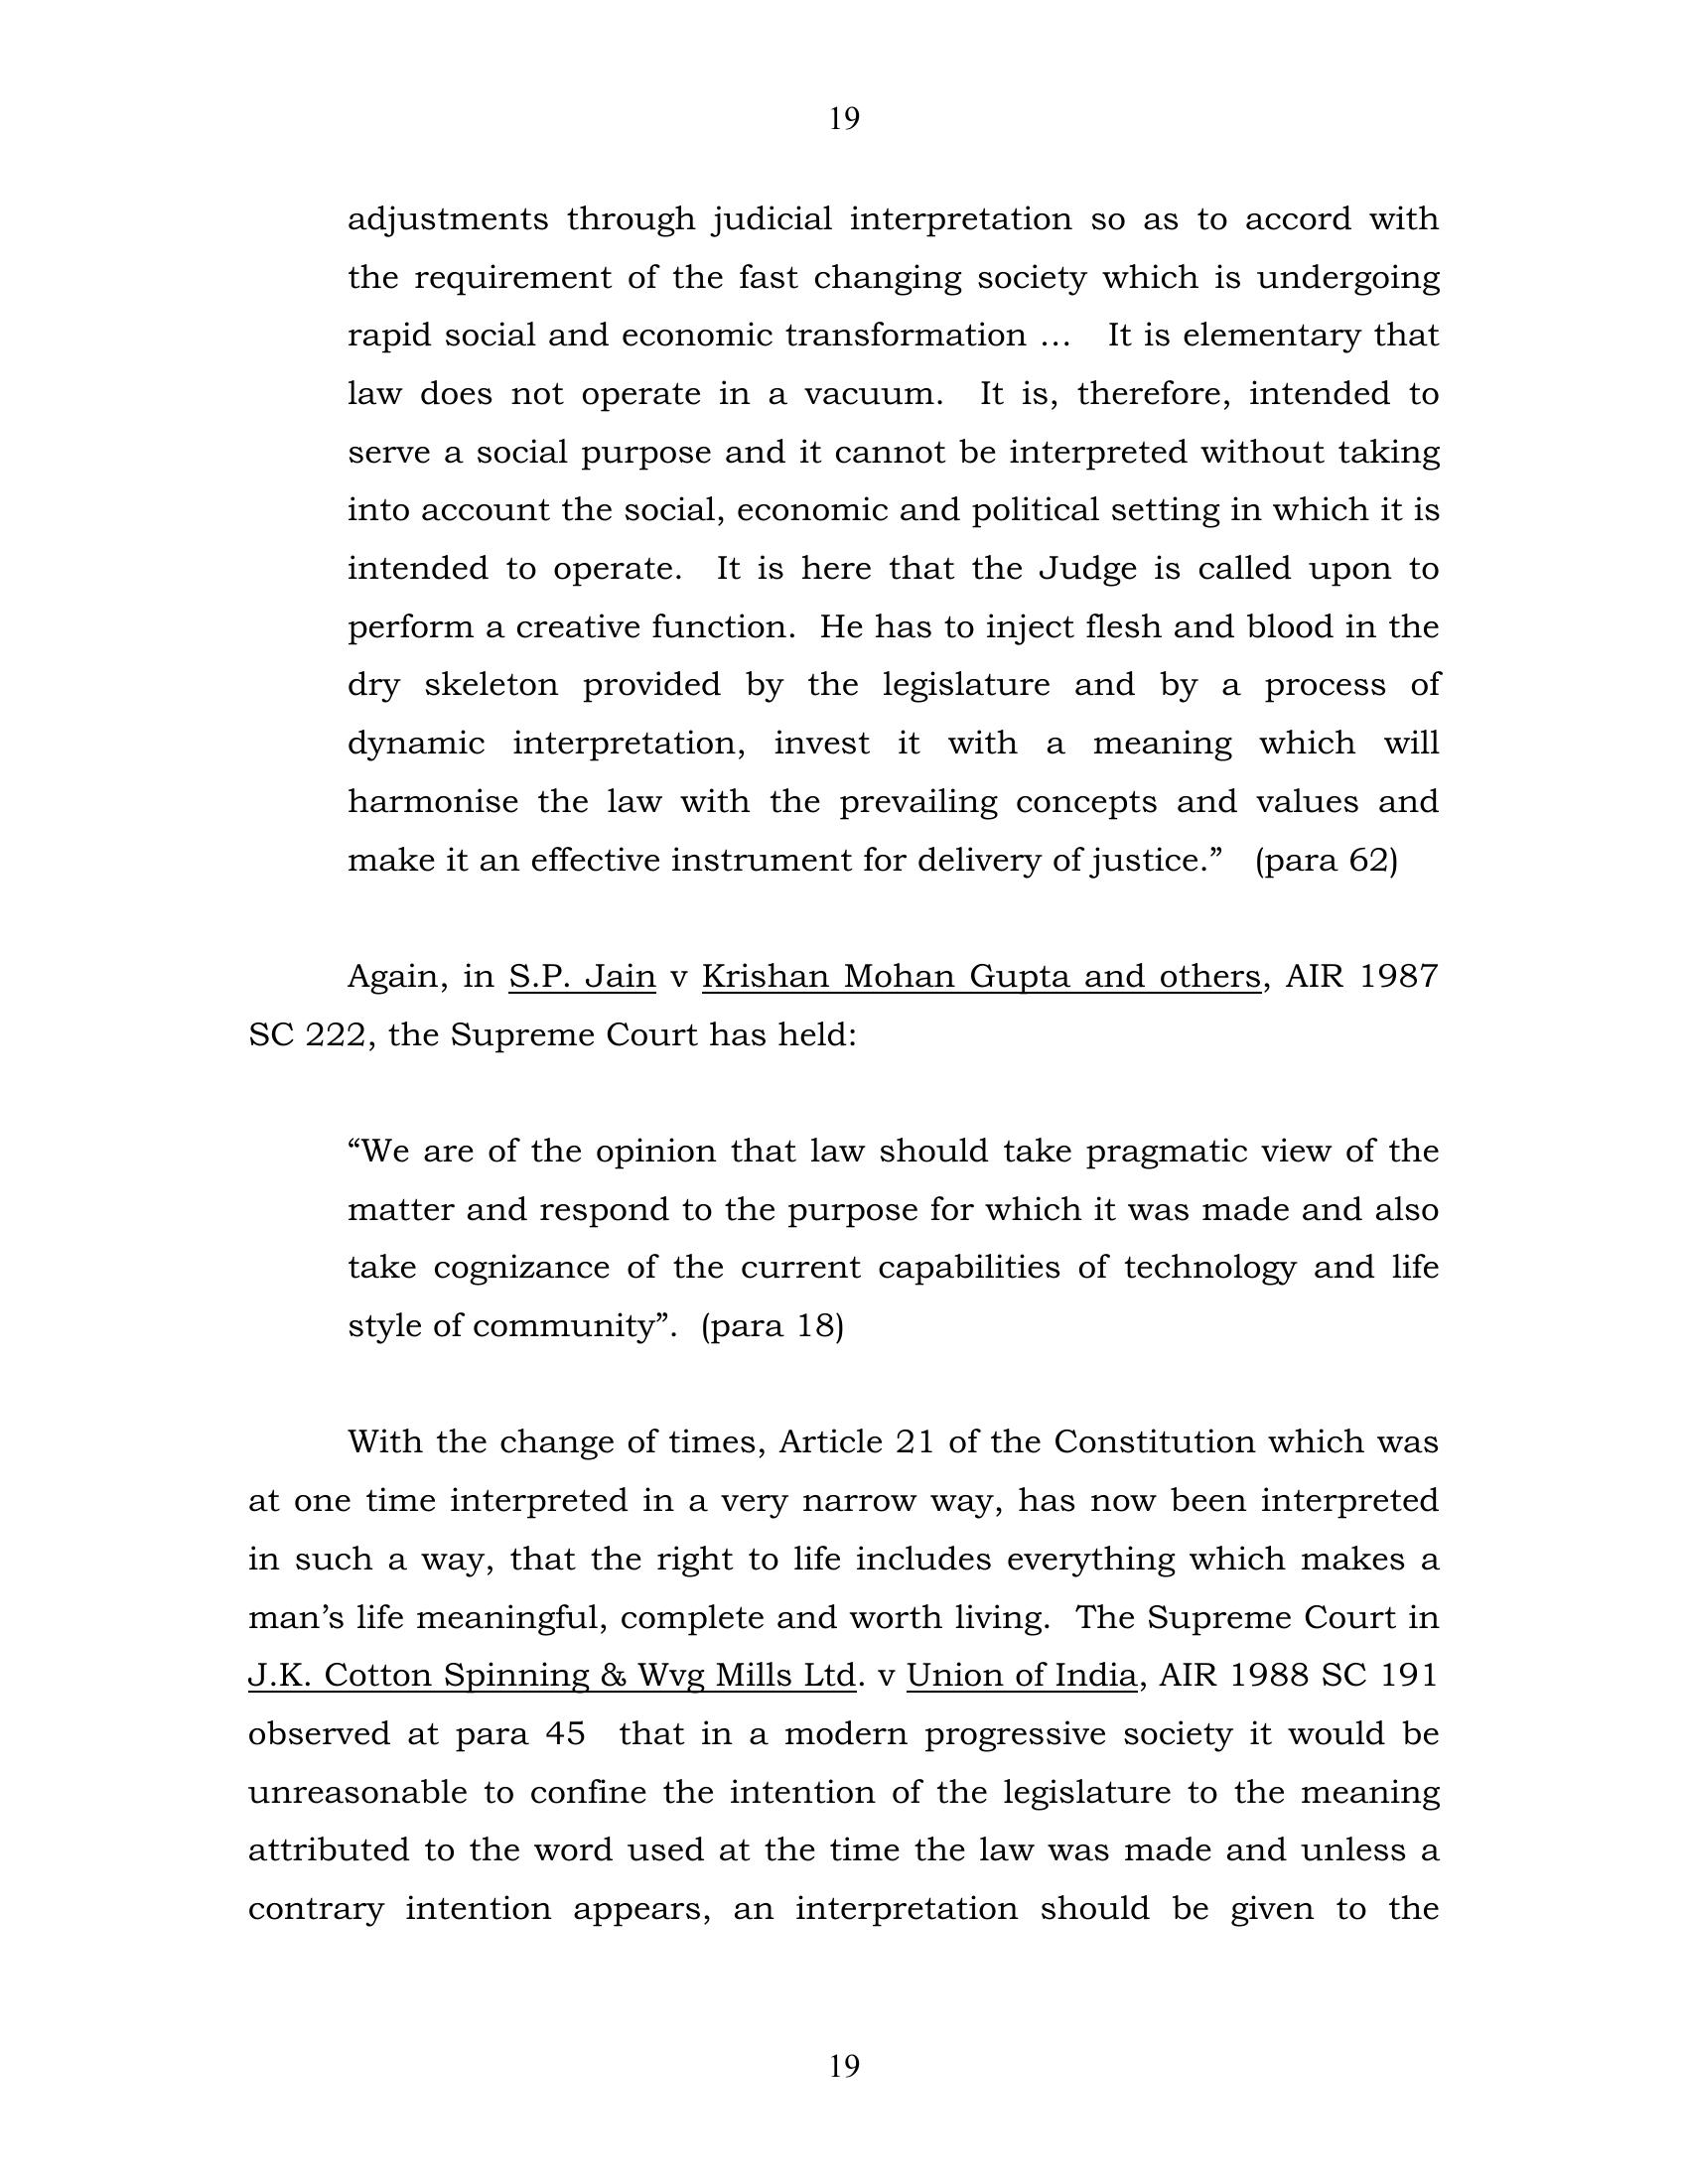 19
adjustments through judicial interpretation so as to accord with
the requirement of the fast changing society which is undergoing
rapid social and economic transformation … It is elementary that
law does not operate in a vacuum. It is, therefore, intended to
serve a social purpose and it cannot be interpreted without taking
into account the social, economic and political setting in which it is
intended to operate. It is here that the Judge is called upon to
perform a creative function. He has to inject flesh and blood in the
dry skeleton provided by the legislature and by a process of
dynamic interpretation, invest it with a meaning which will
harmonise the law with the prevailing concepts and values and
make it an effective instrument for delivery of justice.” (para 62)
Again, in S.P. Jain v Krishan Mohan Gupta and others, AIR 1987
SC 222, the Supreme Court has held:
“We are of the opinion that law should take pragmatic view of the
matter and respond to the purpose for which it was made and also
take cognizance of the current capabilities of technology and life
style of community”. (para 18)
With the change of times, Article 21 of the Constitution which was
at one time interpreted in a very narrow way, has now been interpreted
in such a way, that the right to life includes everything which makes a
man’s life meaningful, complete and worth living. The Supreme Court in
J.K. Cotton Spinning & Wvg Mills Ltd. v Union of India, AIR 1988 SC 191
observed at para 45 that in a modern progressive society it would be
unreasonable to confine the intention of the legislature to the meaning
attributed to the word used at the time the law was made and unless a
contrary intention appears, an interpretation should be given to the
19